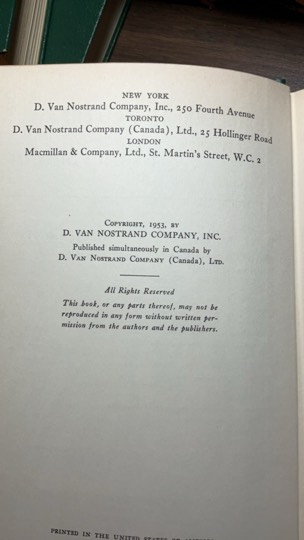 NEW YORK
D. Van Nostrand Company, Inc., 250 Fourth Avenue
TORONTO
D. Van Nostrand Company (Canada), Ltd., 25 Hollinger Road
LONDON
Macmillan & Company, Ltd., St. Martin's Street, W.C. 2
Copyright, 1953, by
D. VAN NOSTRAND COMPANY, INC.
Published simultaneously in Canada by
D. Van Nostrand Company (Canada), Ltd.
All Rights Reserved
This book, or any parts thereof, may not be
reproduced in any form without written per-
mission from the authors and the publishers.
PRINTED IN THE UNITED STATES OF